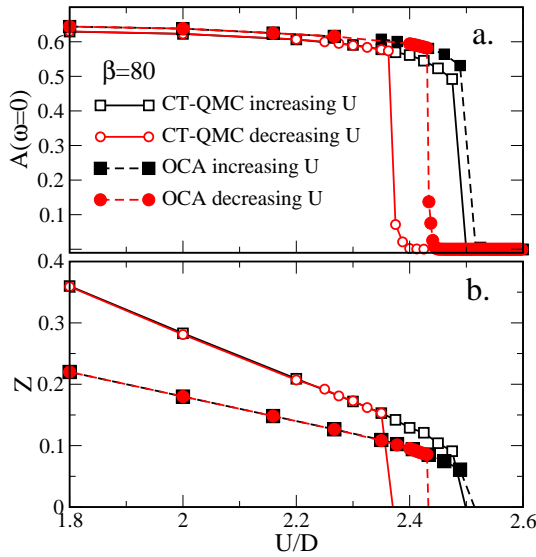 0.6
0.5
0.4
0.3
0.2
0.1
0
A(ω=0)
a.
β=80
CT-QMC increasing U
CT-QMC decreasing U
OCA increasing U
OCA decreasing U
0.4
0.3
0.2
0.1
0
Z
b.
1.8 2 2.2 2.4 2.6
U/D